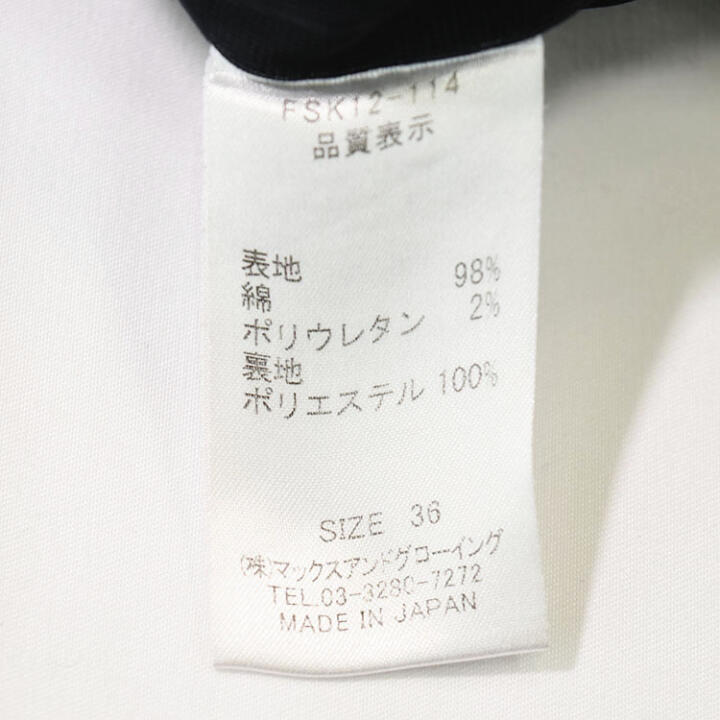 FSK12-114
品質表示
表地
綿 98%
ポリウレタン 2%
裏地
ポリエステル 100%
SIZE 36
(株)マックスアンドグローイング
TEL.03-3280-7272
MADE IN JAPAN